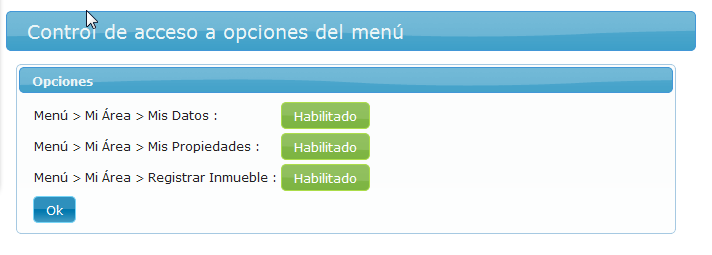 Control de acceso a opciones del menú
Opciones
Menú > Mi Área > Mis Datos : Habilitado
Menú > Mi Área > Mis Propiedades : Habilitado
Menú > Mi Área > Registrar Inmueble : Habilitado
Ok